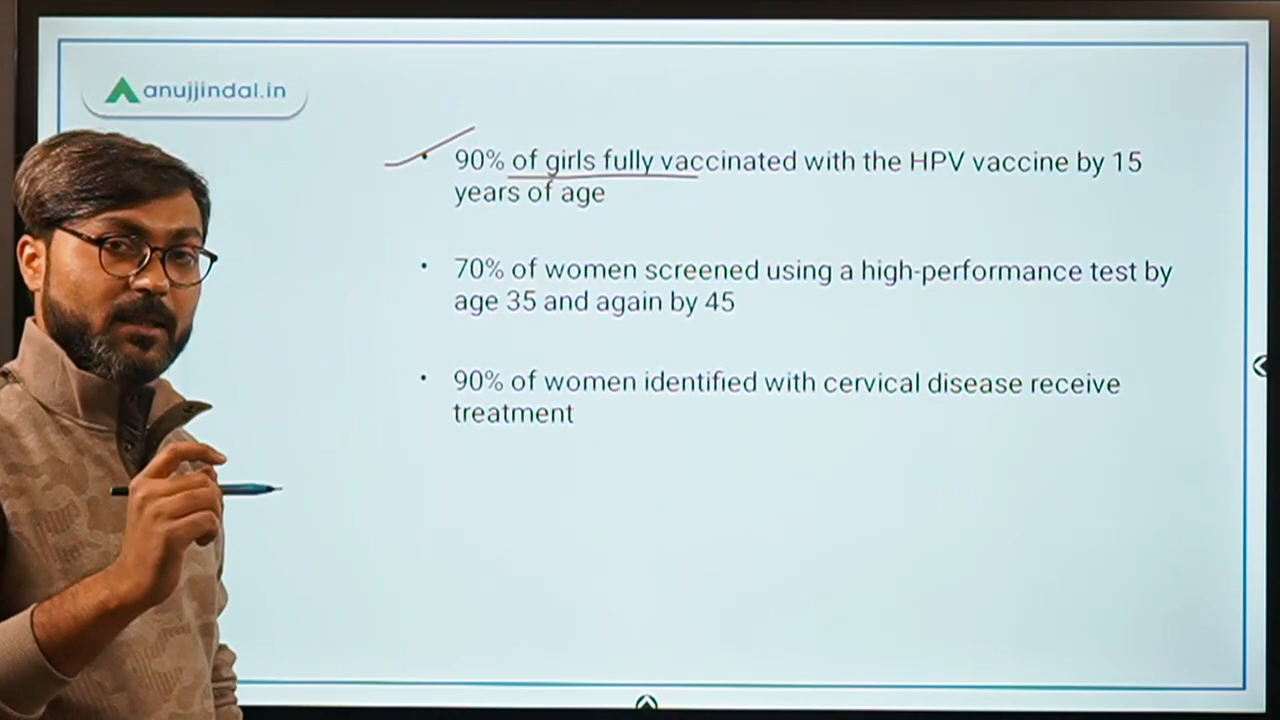 anujjindal.in
• 90% of girls fully vaccinated with the HPV vaccine by 15
years of age
• 70% of women screened using a high-performance test by
age 35 and again by 45
• 90% of women identified with cervical disease receive
treatment